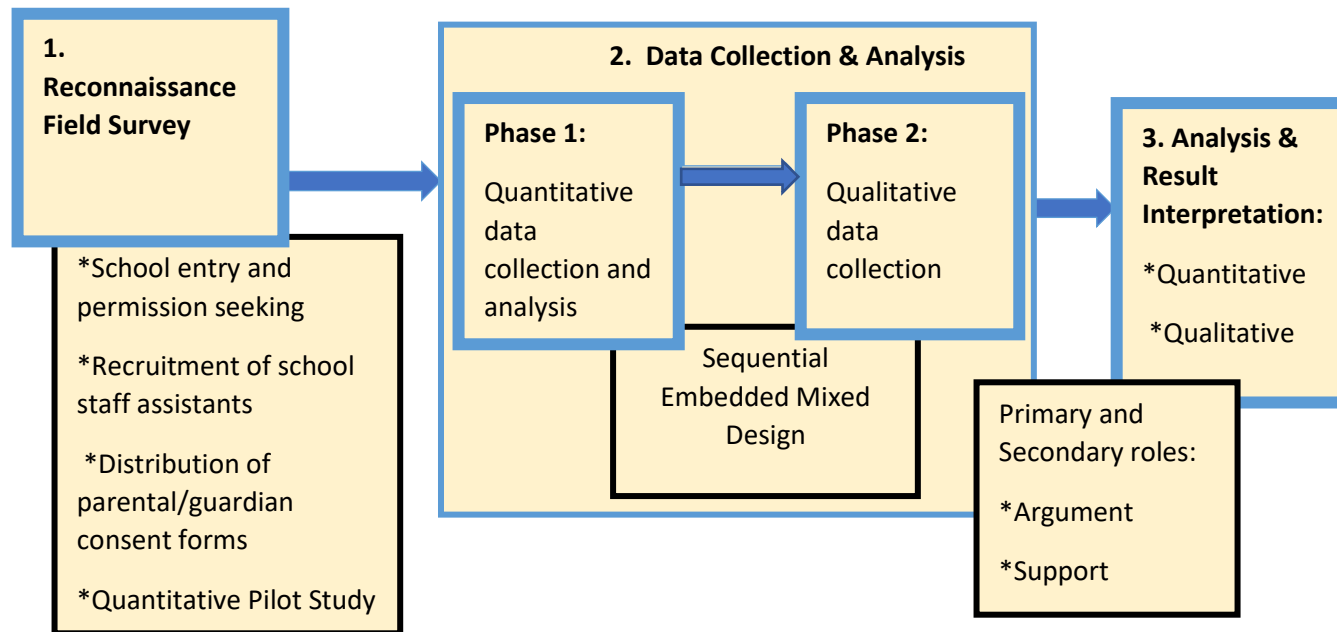 1.
Reconnaissance
Field Survey
*School entry and
permission seeking
*Recruitment of school
staff assistants
*Distribution of
parental/guardian
consent forms
*Quantitative Pilot Study
2. Data Collection & Analysis
Phase 1:
Quantitative
data
collection and
analysis
Phase 2:
Qualitative
data
collection
Sequential
Embedded Mixed
Design
3. Analysis &
Result
Interpretation:
*Quantitative
*Qualitative
Primary and
Secondary roles:
*Argument
*Support